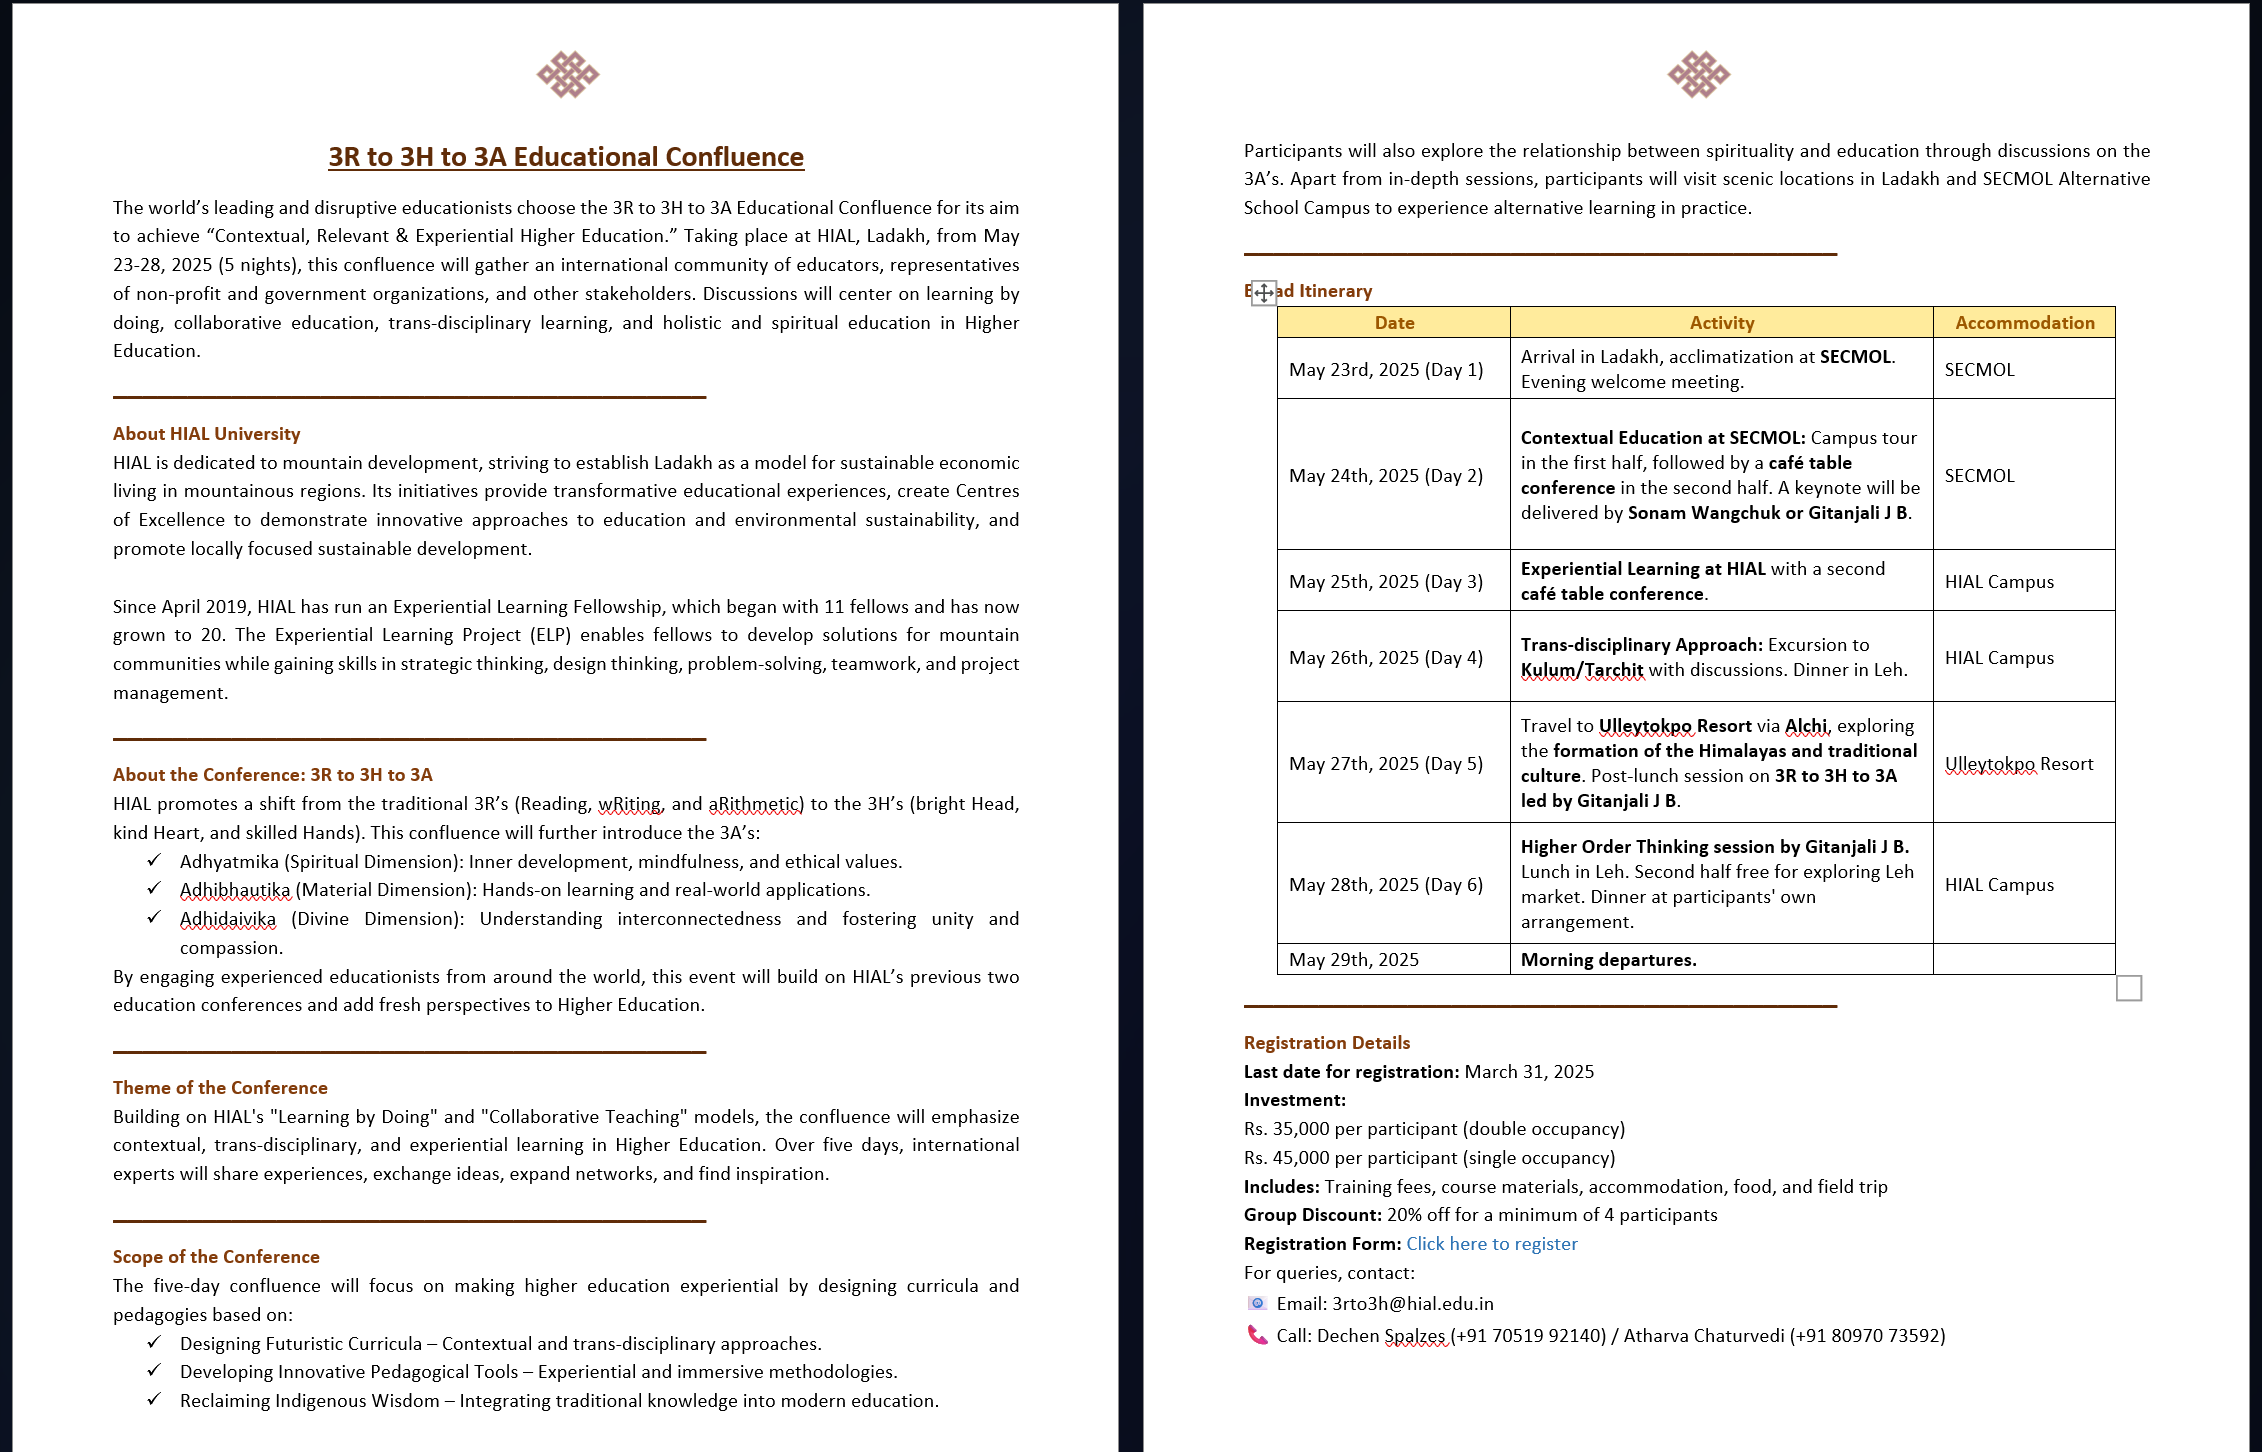 3R to 3H to 3A Educational Confluence
The world’s leading and disruptive educationists choose the 3R to 3H to 3A Educational Confluence for its aim
to achieve “Contextual, Relevant & Experiential Higher Education.” Taking place at HIAL, Ladakh, from May
23-28, 2025 (5 nights), this confluence will gather an international community of educators, representatives
of non-profit and government organizations, and other stakeholders. Discussions will center on learning by
doing, collaborative education, trans-disciplinary learning, and holistic and spiritual education in Higher
Education.
About HIAL University
HIAL is dedicated to mountain development, striving to establish Ladakh as a model for sustainable economic
living in mountainous regions. Its initiatives provide transformative educational experiences, create Centres
of Excellence to demonstrate innovative approaches to education and environmental sustainability, and
promote locally focused sustainable development.
Since April 2019, HIAL has run an Experiential Learning Fellowship, which began with 11 fellows and has now
grown to 20. The Experiential Learning Project (ELP) enables fellows to develop solutions for mountain
communities while gaining skills in strategic thinking, design thinking, problem-solving, teamwork, and project
management.
About the Conference: 3R to 3H to 3A
HIAL promotes a shift from the traditional 3R’s (Reading, wRiting, and aRithmetic) to the 3H’s (bright Head,
kind Heart, and skilled Hands). This confluence will further introduce the 3A’s:
✓ Adhyatmika (Spiritual Dimension): Inner development, mindfulness, and ethical values.
✓ Adhibhautika (Material Dimension): Hands-on learning and real-world applications.
✓ Adhidaivika (Divine Dimension): Understanding interconnectedness and fostering unity and
compassion.
By engaging experienced educationists from around the world, this event will build on HIAL’s previous two
education conferences and add fresh perspectives to Higher Education.
Theme of the Conference
Building on HIAL's "Learning by Doing" and "Collaborative Teaching" models, the confluence will emphasize
contextual, trans-disciplinary, and experiential learning in Higher Education. Over five days, international
experts will share experiences, exchange ideas, expand networks, and find inspiration.
Scope of the Conference
The five-day confluence will focus on making higher education experiential by designing curricula and
pedagogies based on:
✓ Designing Futuristic Curricula – Contextual and trans-disciplinary approaches.
✓ Developing Innovative Pedagogical Tools – Experiential and immersive methodologies.
✓ Reclaiming Indigenous Wisdom – Integrating traditional knowledge into modern education.
Participants will also explore the relationship between spirituality and education through discussions on the
3A’s. Apart from in-depth sessions, participants will visit scenic locations in Ladakh and SECMOL Alternative
School Campus to experience alternative learning in practice.
Itinerary
Date Activity Accommodation
May 23rd, 2025 (Day 1)
Arrival in Ladakh, acclimatization at SECMOL.
Evening welcome meeting.
SECMOL
May 24th, 2025 (Day 2)
Contextual Education at SECMOL: Campus tour
in the first half, followed by a café table
conference in the second half. A keynote will be
delivered by Sonam Wangchuk or Gitanjali J B.
SECMOL
May 25th, 2025 (Day 3)
Experiential Learning at HIAL with a second
café table conference.
HIAL Campus
May 26th, 2025 (Day 4)
Trans-disciplinary Approach: Excursion to
Kulum/Tarchit with discussions. Dinner in Leh.
HIAL Campus
May 27th, 2025 (Day 5)
Travel to Ulleytokpo Resort via Alchi, exploring
the formation of the Himalayas and traditional
culture. Post-lunch session on 3R to 3H to 3A
led by Gitanjali J B.
Ulleytokpo Resort
May 28th, 2025 (Day 6)
Higher Order Thinking session by Gitanjali J B.
Lunch in Leh. Second half free for exploring Leh
market. Dinner at participants' own
arrangement.
HIAL Campus
May 29th, 2025
Morning departures.
Registration Details
Last date for registration: March 31, 2025
Investment:
Rs. 35,000 per participant (double occupancy)
Rs. 45,000 per participant (single occupancy)
Includes: Training fees, course materials, accommodation, food, and field trip
Group Discount: 20% off for a minimum of 4 participants
Registration Form: Click here to register
For queries, contact:
Email: 3rto3h@hial.edu.in
Call: Dechen Spalzes (+91 70519 92140) / Atharva Chaturvedi (+91 80970 73592)